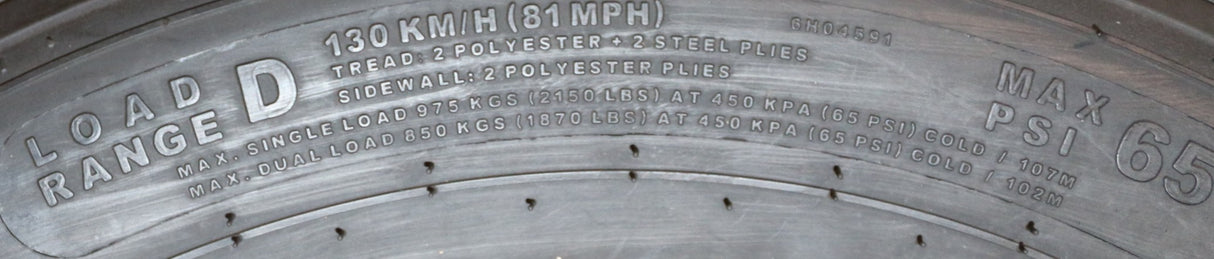 LOAD
RANGE D
130 KM/H (81 MPH)
TREAD: 2 POLYESTER + 2 STEEL PLIES
SIDEWALL: 2 POLYESTER PLIES
MAX. SINGLE LOAD 975 KGS (2150 LBS) AT 450 KPA (65 PSI) COLD / 107M
MAX. DUAL LOAD 850 KGS (1870 LBS) AT 450 KPA (65 PSI) COLD / 102M
6H04591
MAX
PSI 65